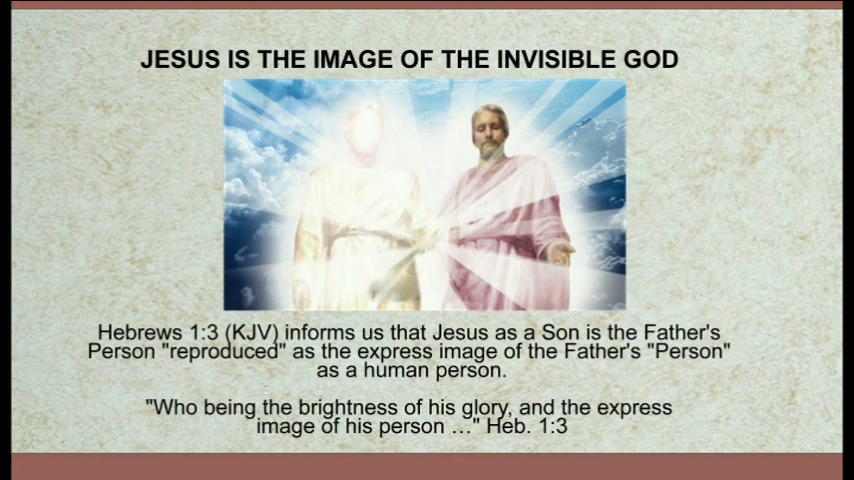 JESUS IS THE IMAGE OF THE INVISIBLE GOD
Hebrews 1:3 (KJV) informs us that Jesus as a Son is the Father's
Person "reproduced" as the express image of the Father's "Person"
as a human person.
"Who being the brightness of his glory, and the express
image of his person ..." Heb. 1:3